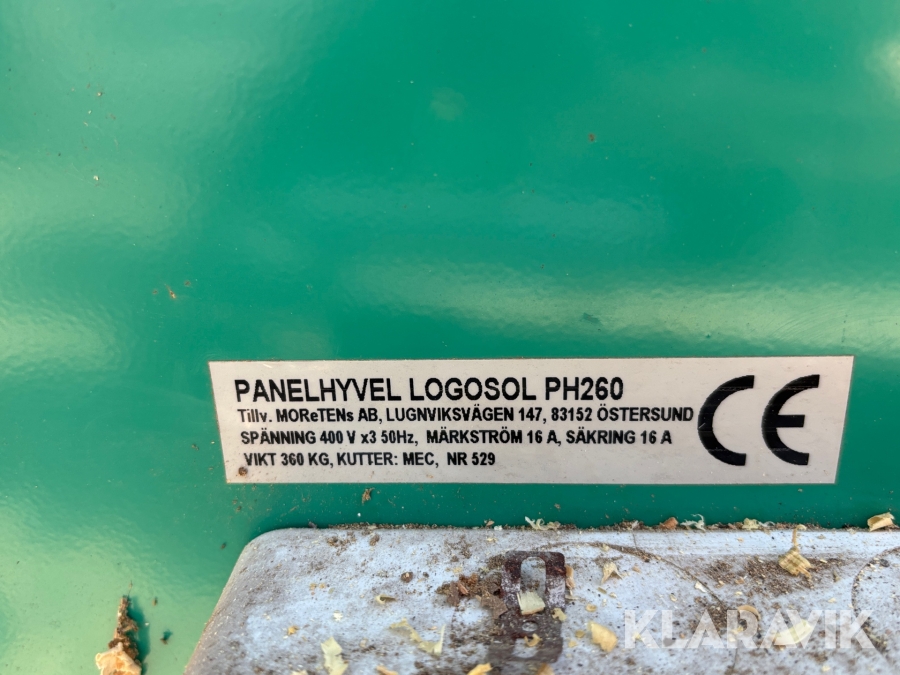 PANELHYVEL LOGOSOL PH260
Tillv. MOReTENs AB, LUGNVIKSVÄGEN 147, 83152 ÖSTERSUND
SPÄNNING 400 V x3 50Hz, MÄRKSTRÖM 16 A, SÄKRING 16 A
VIKT 360 KG, KUTTER: MEC, NR 529
CE
KLARAVIK